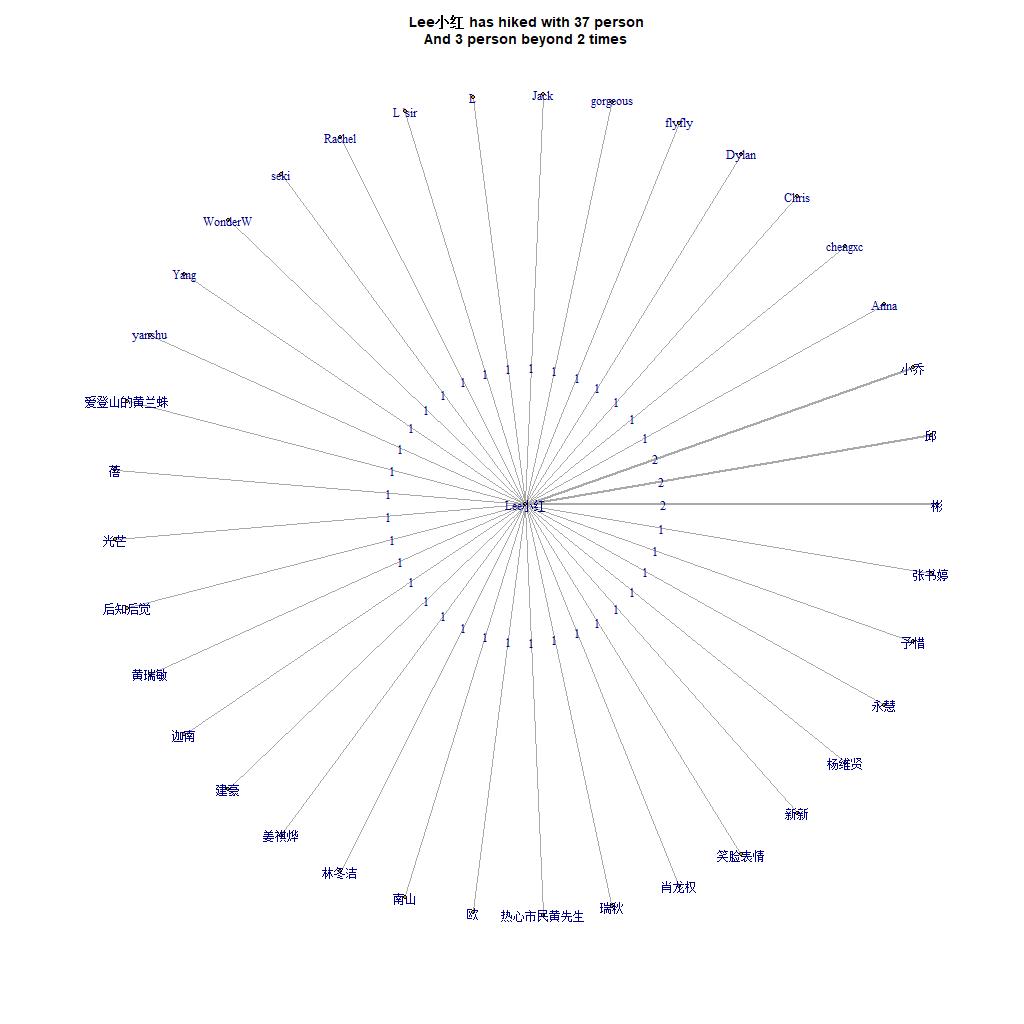 Lee小红 has hiked with 37 person
And 3 person beyond 2 times
Jack
gorgeous
L sir
flyfly
Rachel
Dylan
seki
Chris
WonderW
chengxc
Yang
Anna
yanshu
小乔
爱登山的黄兰蛛
邱
1 1 1 1 1 1 1 1 1 1 1 1 1 1 1 1
2
2
Lee小红
2
彬
1 1 1 1 1 1 1 1 1 1 1 1 1 1 1 1 1 1
光芒
张书婷
后知后觉
予惜
黄瑞敏
永慧
迦南
杨维贤
建豪
新新
姜祺烨
笑脸表情
林冬洁
肖龙权
南山
瑞秋
欧
热心市民黄先生